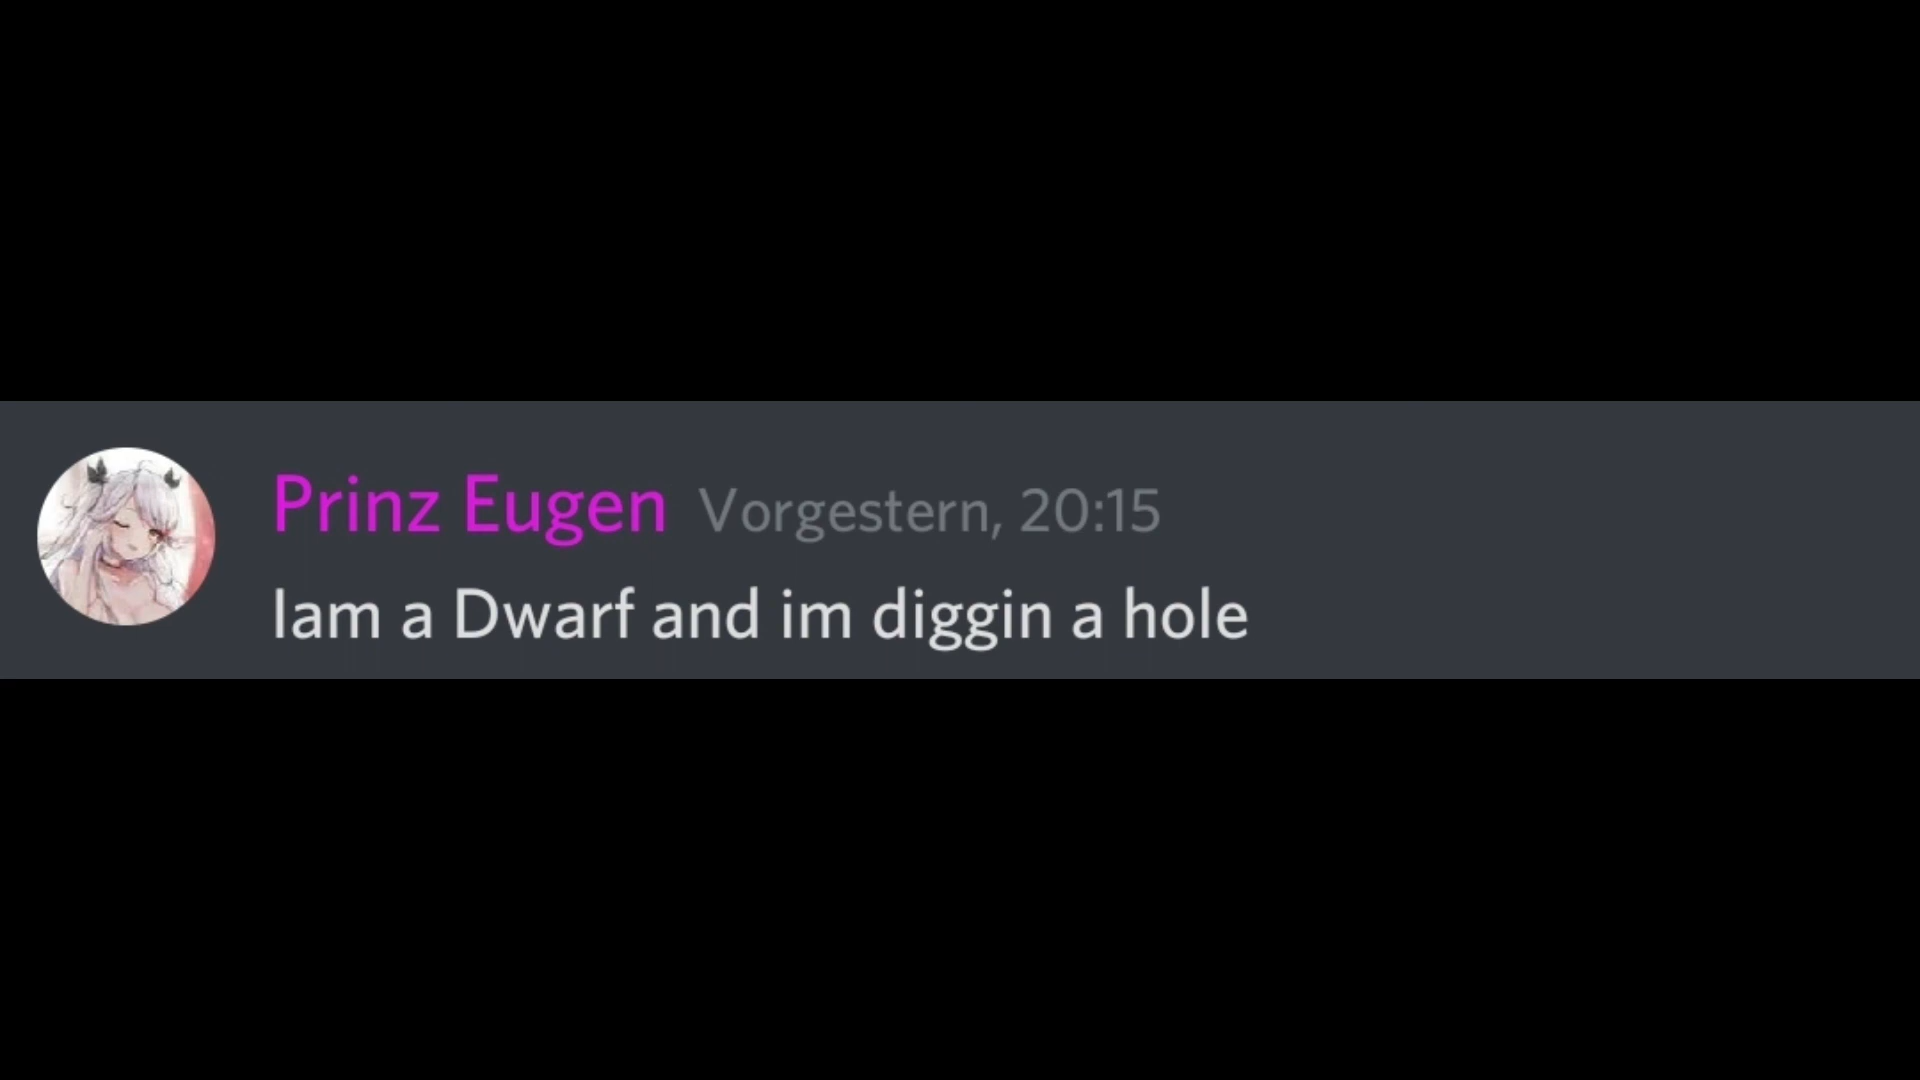 Prinz Eugen Vorgestern, 20:15
Iam a Dwarf and im diggin a hole